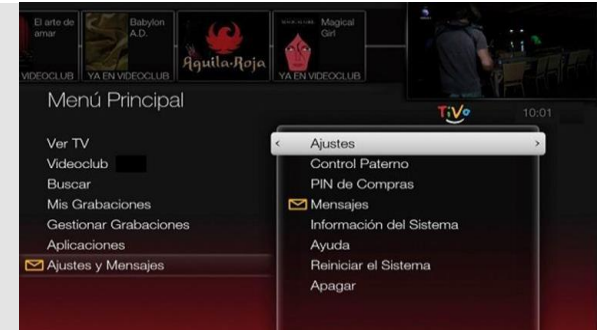 El arte de
amar
Babylon
A.D.
Águila·Roja
MAGICAL GIRL
Magical
Girl
VIDEOCLUB
YA EN VIDEOCLUB
YA EN VIDEOCLUB
Menú Principal
TiVo
10:01
Ver TV
Videoclub
Buscar
Mis Grabaciones
Gestionar Grabaciones
Aplicaciones
Ajustes y Mensajes
< Ajustes >
Control Paterno
PIN de Compras
Mensajes
Información del Sistema
Ayuda
Reiniciar el Sistema
Apagar